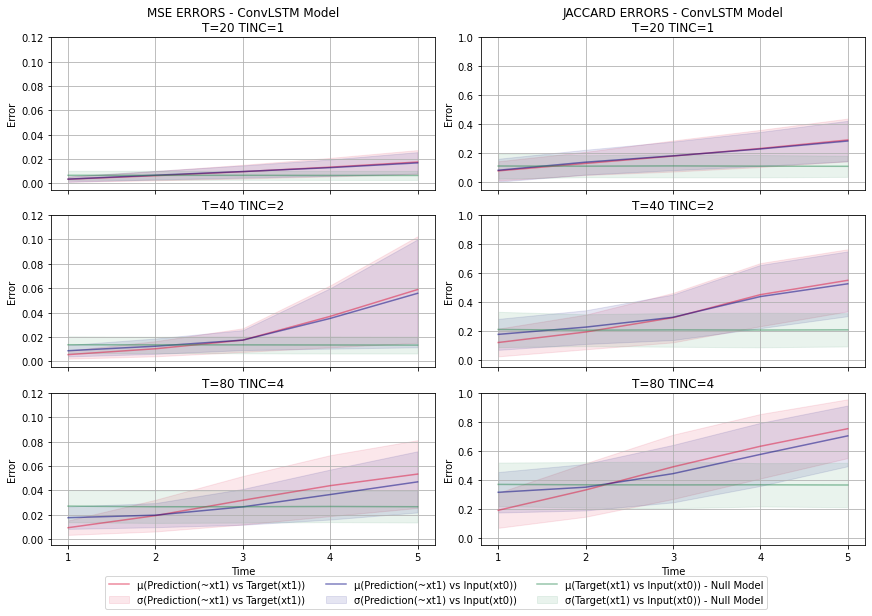 MSE ERRORS - ConvLSTM Model
T=20 TINC=1
JACCARD ERRORS - ConvLSTM Model
T=20 TINC=1
0.12
0.10
0.08
0.06
0.04
0.02
0.00
Error
1.0
0.8
0.6
0.4
0.2
0.0
Error
T=40 TINC=2
0.12
0.10
0.08
0.06
0.04
0.02
0.00
Error
T=40 TINC=2
1.0
0.8
0.6
0.4
0.2
0.0
Error
T=80 TINC=4
0.12
0.10
0.08
0.06
0.04
0.02
0.00
Error
1 2 3 4 5
Time
T=80 TINC=4
1.0
0.8
0.6
0.4
0.2
0.0
Error
1 2 3 4 5
Time
μ(Prediction(~xt1) vs Target(xt1)) μ(Prediction(~xt1) vs Input(xt0)) μ(Target(xt1) vs Input(xt0)) - Null Model
σ(Prediction(~xt1) vs Target(xt1)) σ(Prediction(~xt1) vs Input(xt0)) σ(Target(xt1) vs Input(xt0)) - Null Model